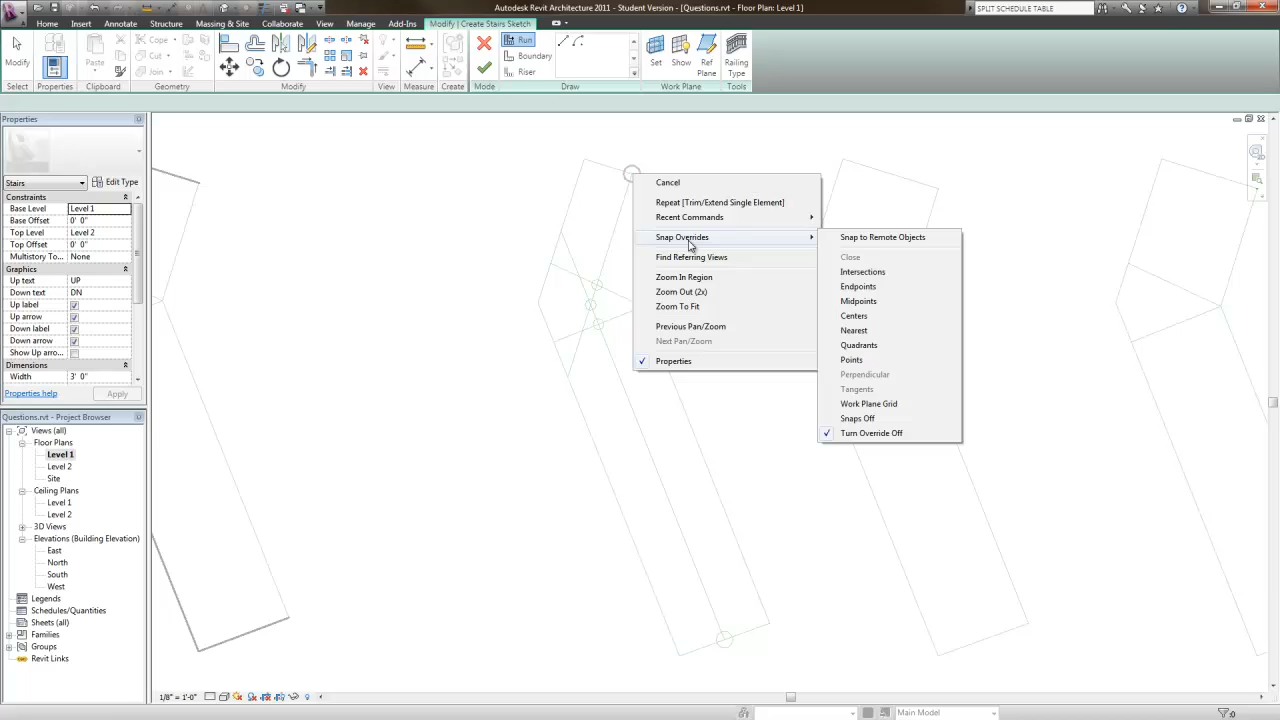 Autodesk Revit Architecture 2011 - Student Version - [Questions.rvt - Floor Plan: Level 1]
SPLIT SCHEDULE TABLE
Home Insert Annotate Structure Massing & Site Collaborate View Manage Add-Ins Modify | Create Stairs Sketch
Modify
Paste
Cope
Cut
Join
Run
Boundary
Riser
Set Show Ref Plane
Railing Type
Select Properties Clipboard Geometry Modify View Measure Create Mode Draw Work Plane Tools
Properties
Stairs Edit Type
Constraints
Base Level Level 1
Base Offset 0' 0"
Top Level Level 2
Top Offset 0' 0"
Multistory To... None
Graphics
Up text UP
Down text DN
Up label
Up arrow
Down label
Down arrow
Show Up arro...
Dimensions
Width 3' 0"
Properties help Apply
Questions.rvt - Project Browser
Views (all)
Floor Plans
Level 1
Level 2
Site
Ceiling Plans
Level 1
Level 2
3D Views
Elevations (Building Elevation)
East
North
South
West
Legends
Schedules/Quantities
Sheets (all)
Families
Groups
Revit Links
Cancel
Repeat [Trim/Extend Single Element]
Recent Commands
Snap Overrides
Find Referring Views
Zoom In Region
Zoom Out (2x)
Zoom To Fit
Previous Pan/Zoom
Next Pan/Zoom
Properties
Snap to Remote Objects
Close
Intersections
Endpoints
Midpoints
Centers
Nearest
Quadrants
Points
Perpendicular
Tangents
Work Plane Grid
Snaps Off
Turn Override Off
1/8" = 1'-0"
Main Model
:0